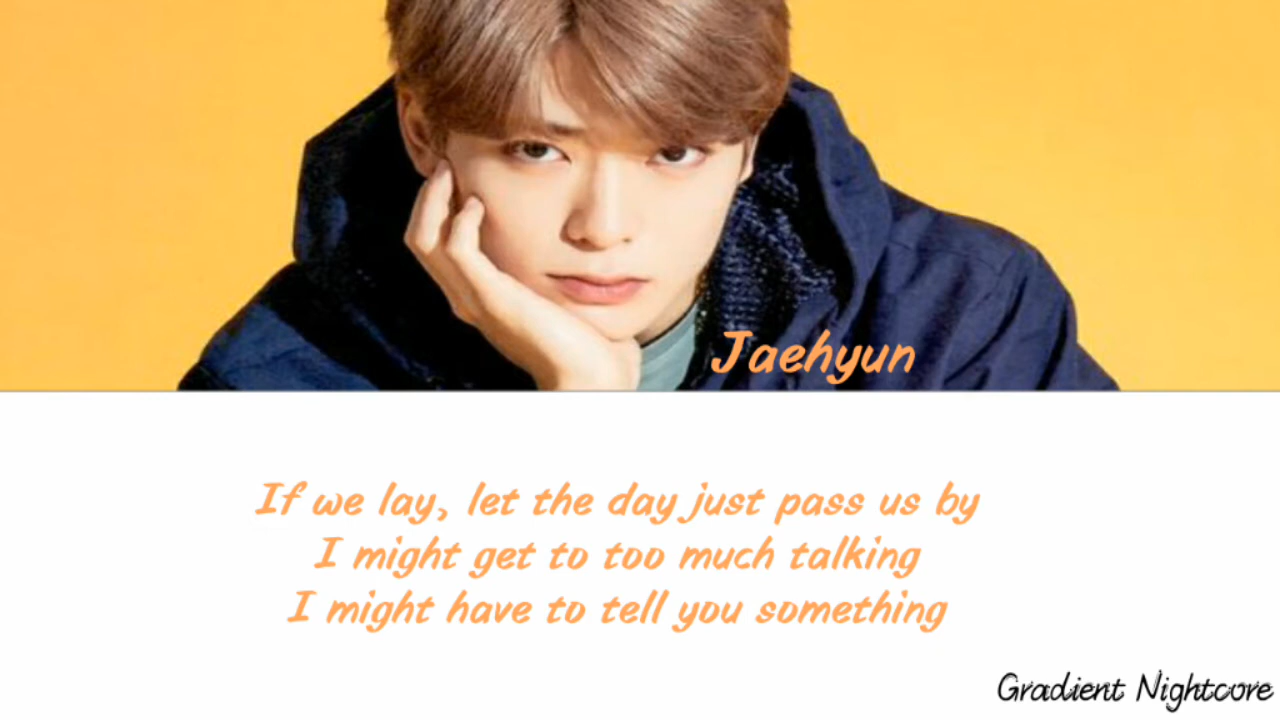 Jaehyun
If we lay, let the day just pass us by
I might get to too much talking
I might have to tell you something
Gradient Nightcore